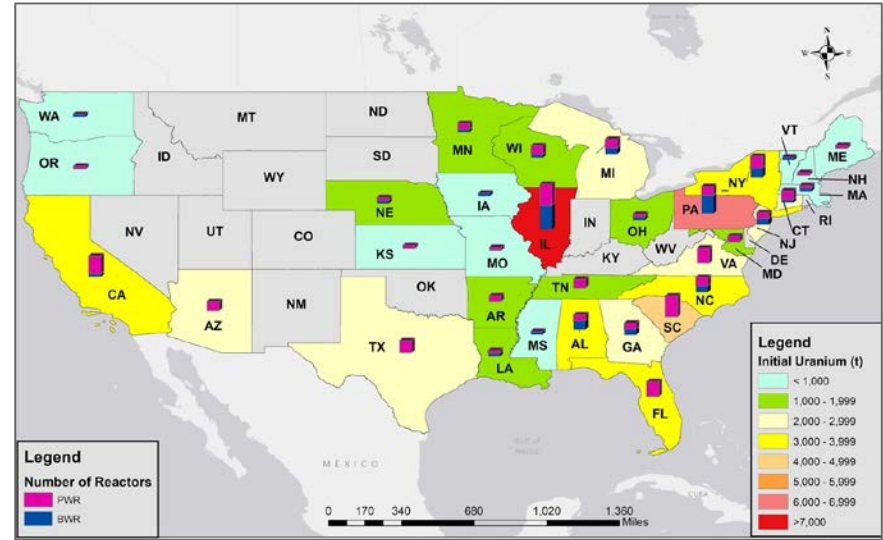 N
W E
S
WA
MT
ND
MN
VT
ME
OR
ID
SD
WI
MI
NY
NH
MA
WY
NE
IA
PA
RI
CT
NJ
NV
UT
CO
IL
IN
OH
DE
MD
WV
VA
KS
MO
KY
CA
AZ
NM
OK
AR
TN
NC
SC
TX
LA
MS
AL
GA
FL
MÉXICO
Legend
Number of Reactors
PWR
BWR
0 170 340 680 1,020 1,360
Miles
Legend
Initial Uranium (t)
< 1,000
1,000 - 1,999
2,000 - 2,999
3,000 - 3,999
4,000 - 4,999
5,000 - 5,999
6,000 - 6,999
>7,000